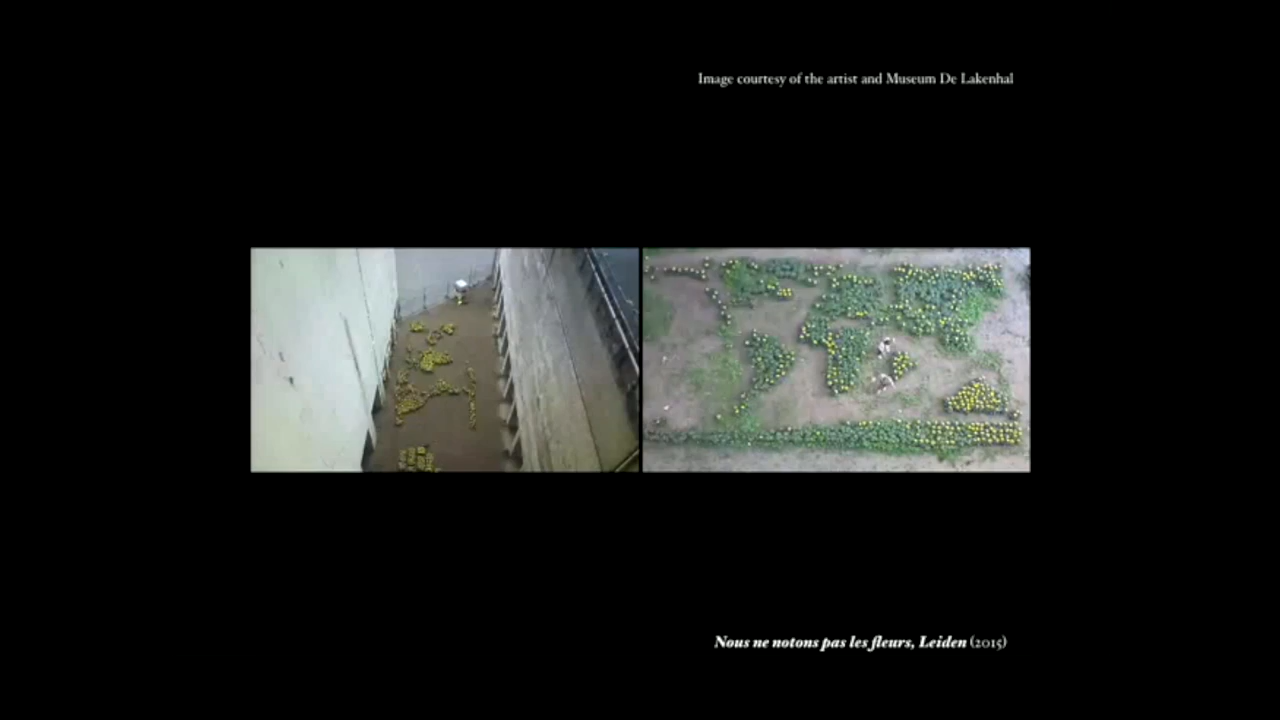 Image courtesy of the artist and Museum De Lakenhal
Nous ne notons pas les fleurs, Leiden (2015)